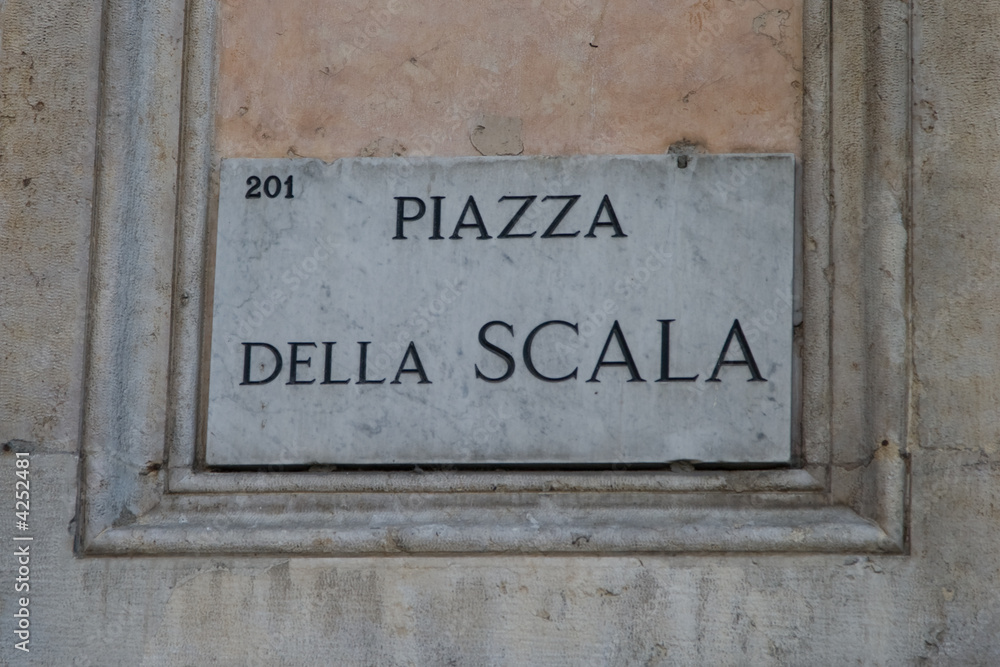 201
PIAZZA
DELLA SCALA
Adobe Stock | #4252481